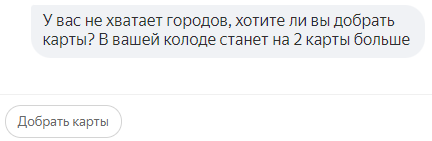 У вас не хватает городов, хотите ли вы добрать
карты? В вашей колоде станет на 2 карты больше
Добрать карты